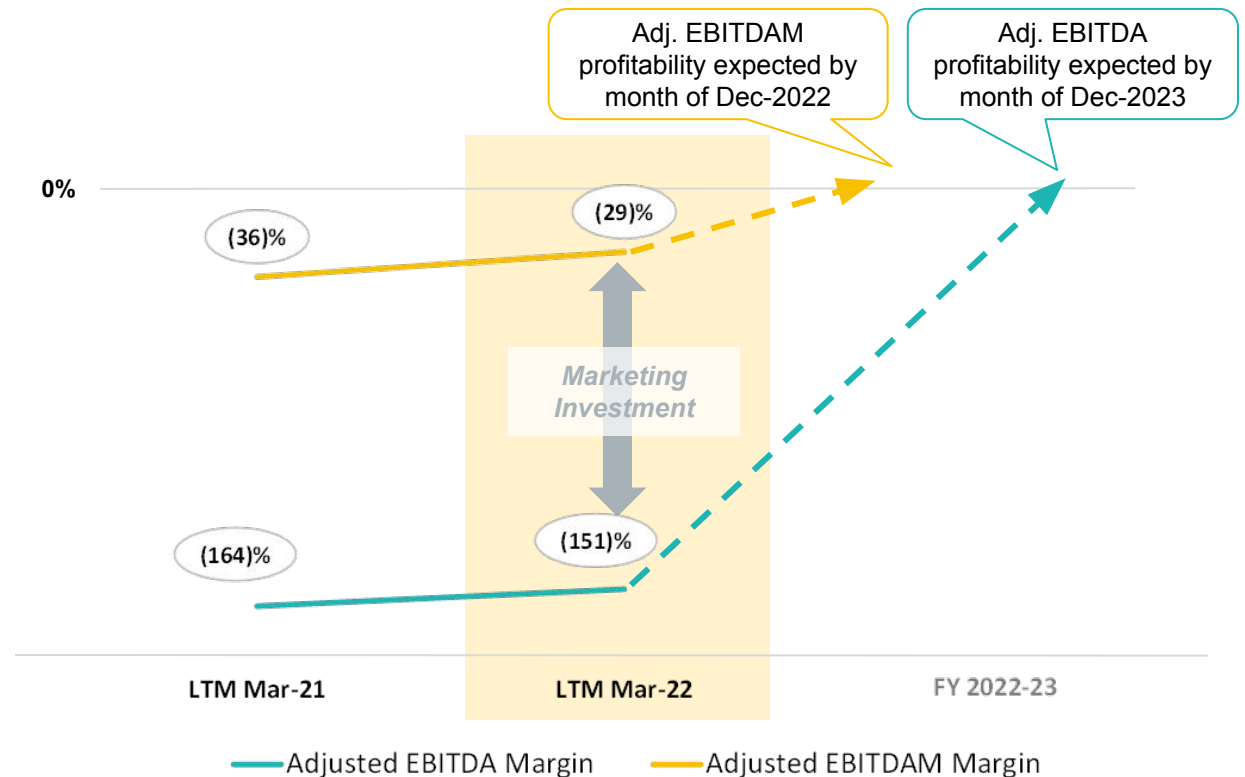 Adj. EBITDAM
profitability expected by
month of Dec-2022
Adj. EBITDA
profitability expected by
month of Dec-2023
0%
(36)%
(29)%
Marketing
Investment
(164)%
(151)%
LTM Mar-21
LTM Mar-22
FY 2022-23
Adjusted EBITDA Margin
Adjusted EBITDAM Margin